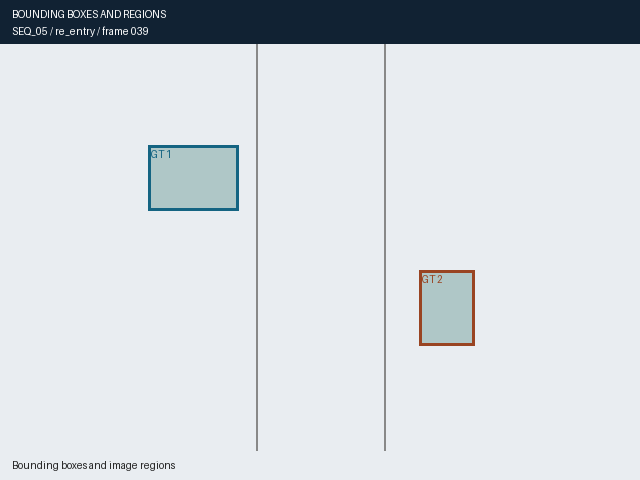 BOUNDING BOXES AND REGIONS
SEQ_05 / re_entry / frame 039
GT1
GT2
Bounding boxes and image regions